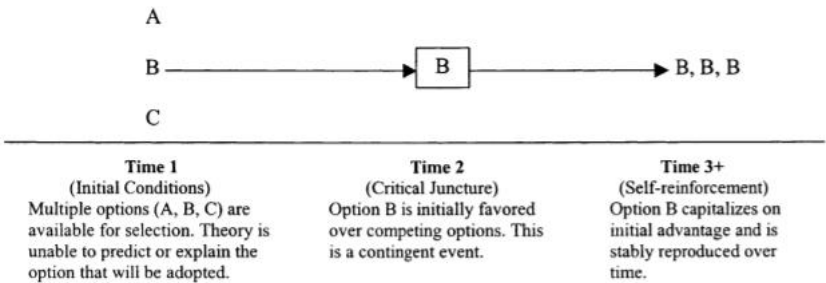 A
B B B, B, B
C
Time 1
(Initial Conditions)
Multiple options (A, B, C) are
available for selection. Theory is
unable to predict or explain the
option that will be adopted.
Time 2
(Critical Juncture)
Option B is initially favored
over competing options. This
is a contingent event.
Time 3+
(Self-reinforcement)
Option B capitalizes on
initial advantage and is
stably reproduced over
time.